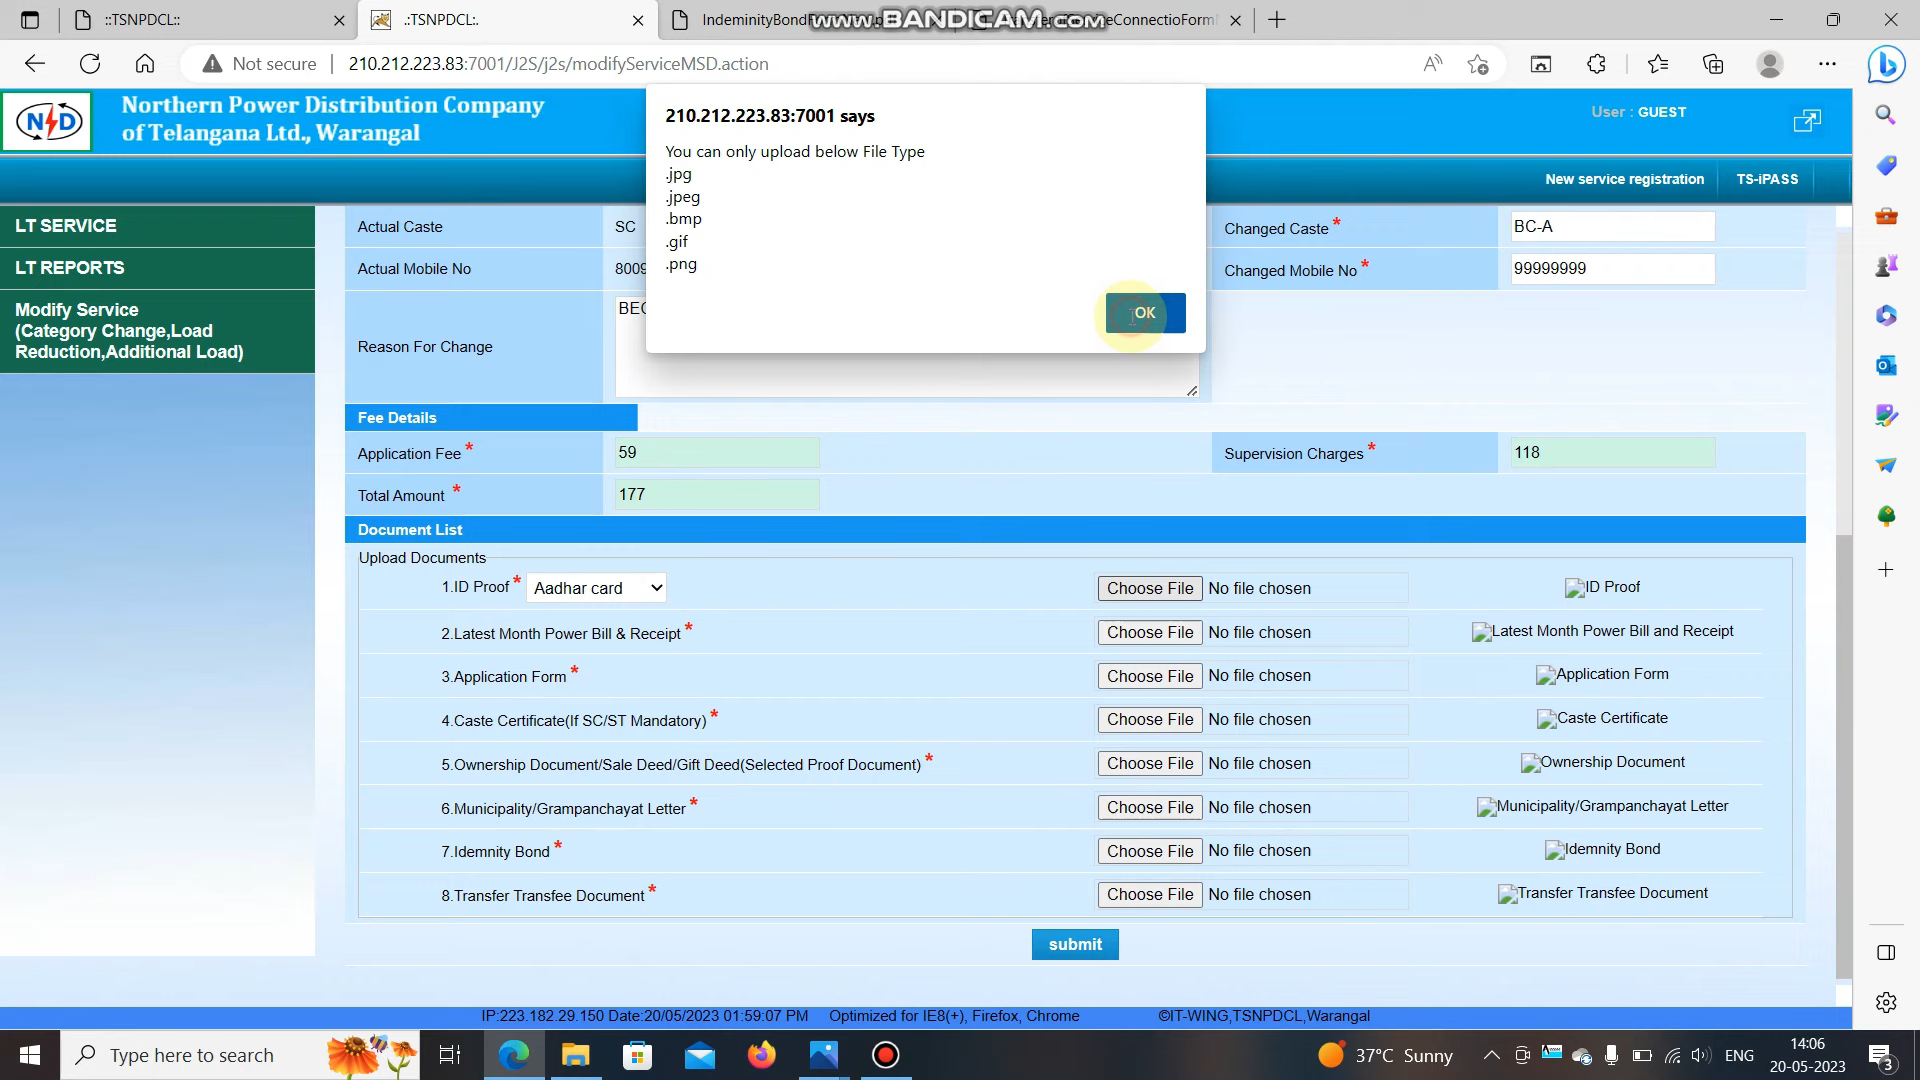 ::TSNPDCL::
.:TSNPDCL:.
www.BANDICAM.com
Not secure
210.212.223.83:7001/J2S/j2s/modifyServiceMSD.action
Northern Power Distribution Company
of Telangana Ltd., Warangal
User : GUEST
New service registration
TS-iPASS
210.212.223.83:7001 says
You can only upload below File Type
.jpg
.jpeg
.bmp
.gif
.png
OK
LT SERVICE
LT REPORTS
Modify Service
(Category Change,Load
Reduction,Additional Load)
Actual Caste
SC
Changed Caste *
BC-A
Actual Mobile No
8009
Changed Mobile No *
99999999
Reason For Change
BEC
Fee Details
Application Fee *
59
Supervision Charges *
118
Total Amount *
177
Document List
Upload Documents
1.ID Proof * Aadhar card
Choose File No file chosen
ID Proof
2.Latest Month Power Bill & Receipt *
Choose File No file chosen
Latest Month Power Bill and Receipt
3.Application Form *
Choose File No file chosen
Application Form
4.Caste Certificate(If SC/ST Mandatory) *
Choose File No file chosen
Caste Certificate
5.Ownership Document/Sale Deed/Gift Deed(Selected Proof Document) *
Choose File No file chosen
Ownership Document
6.Municipality/Grampanchayat Letter *
Choose File No file chosen
Municipality/Grampanchayat Letter
7.Idemnity Bond *
Choose File No file chosen
Idemnity Bond
8.Transfer Transfee Document *
Choose File No file chosen
Transfer Transfee Document
submit
IP:223.182.29.150 Date:20/05/2023 01:59:07 PM
Optimized for IE8(+), Firefox, Chrome
©IT-WING,TSNPDCL,Warangal
Type here to search
37°C Sunny
ENG
14:06
20-05-2023
3